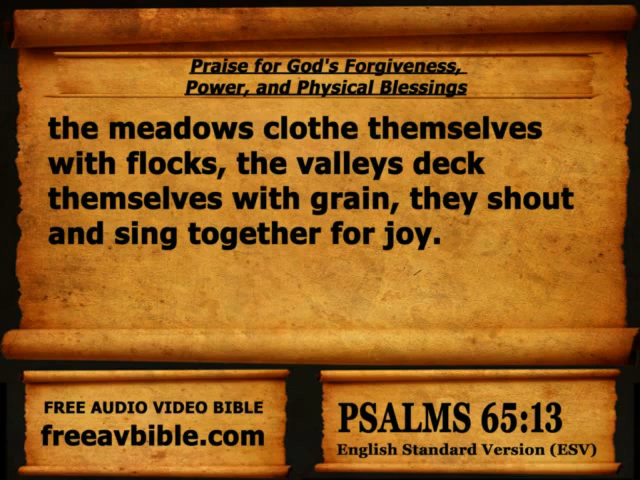 Praise for God's Forgiveness,
Power, and Physical Blessings
the meadows clothe themselves
with flocks, the valleys deck
themselves with grain, they shout
and sing together for joy.
FREE AUDIO VIDEO BIBLE
freeavbible.com
PSALMS 65:13
English Standard Version (ESV)